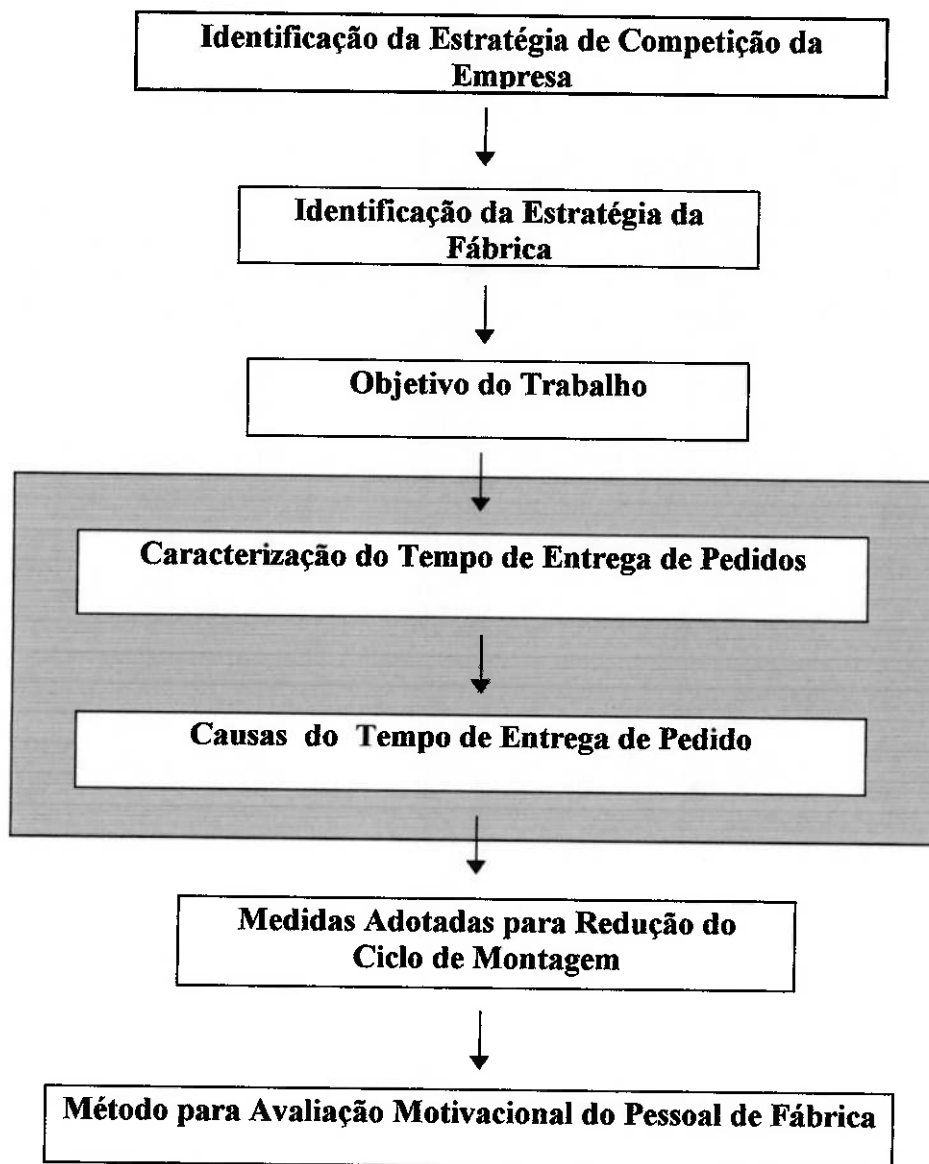 Identificação da Estratégia de Competição da
Empresa
Identificação da Estratégia da
Fábrica
Objetivo do Trabalho
Caracterização do Tempo de Entrega de Pedidos
Causas do Tempo de Entrega de Pedido
Medidas Adotadas para Redução do
Ciclo de Montagem
Método para Avaliação Motivacional do Pessoal de Fábrica